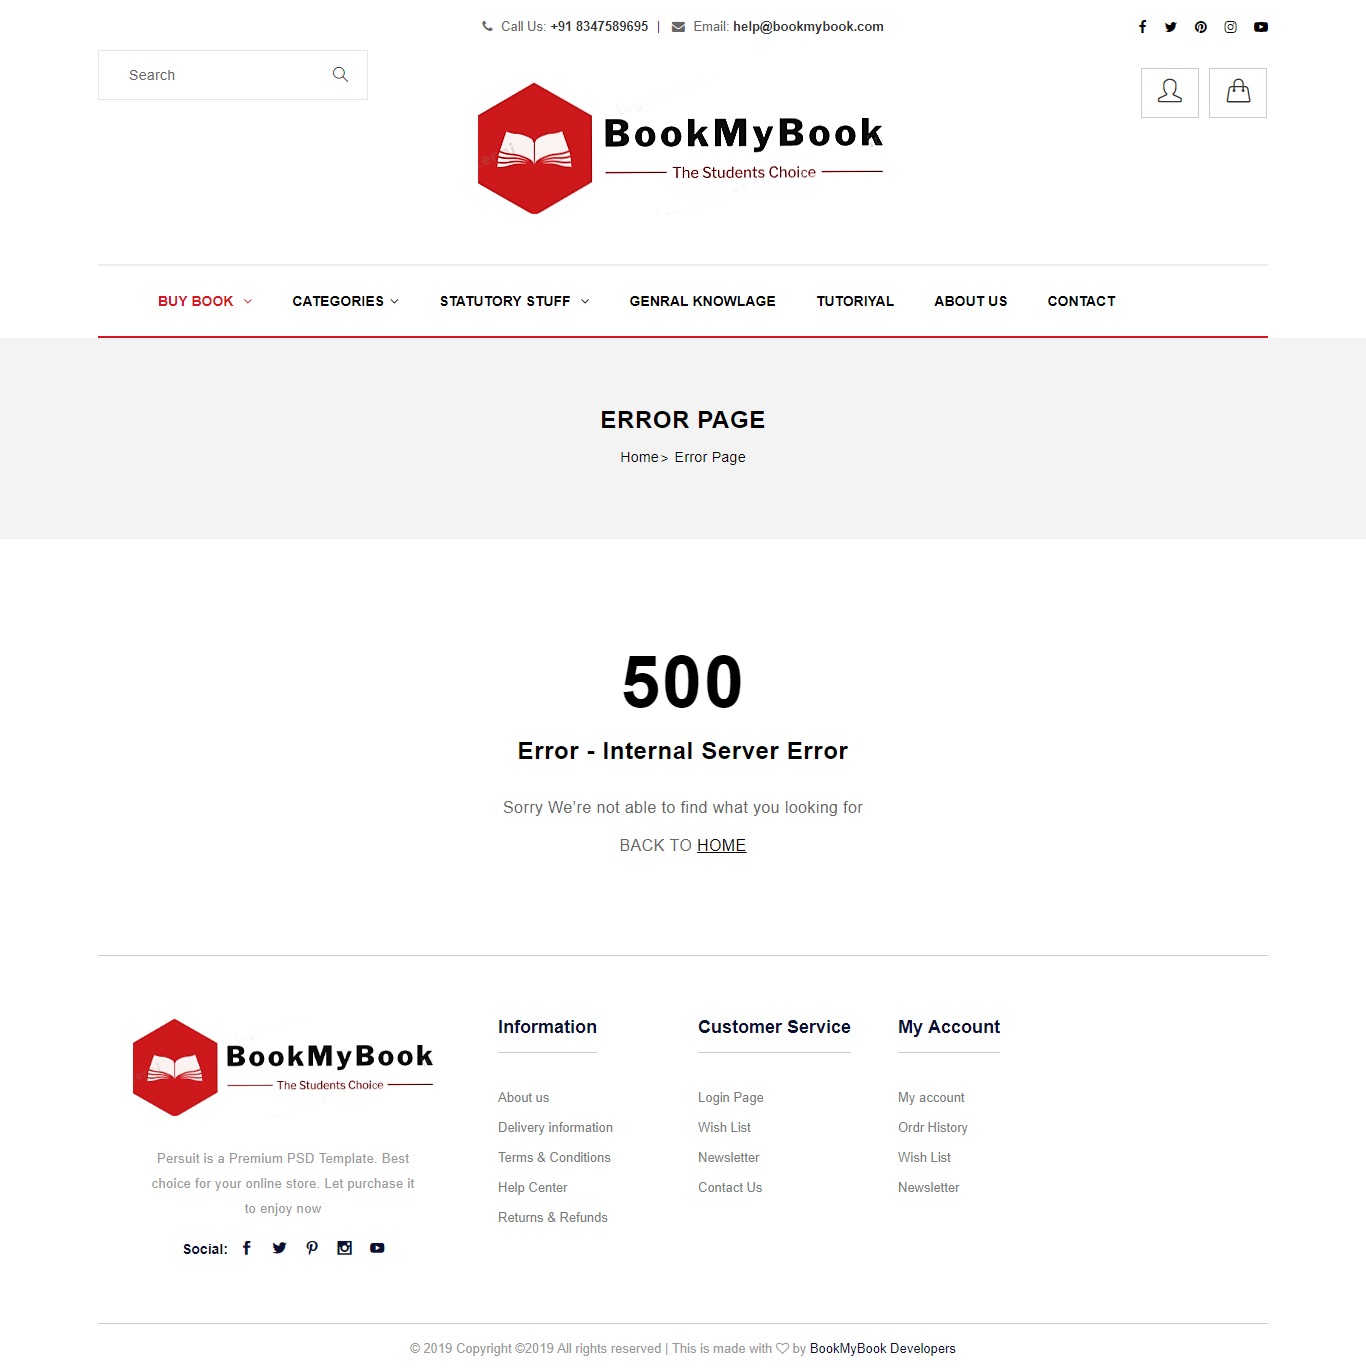 Call Us: +91 8347589695 | Email: help@bookmybook.com
Search
BookMyBook
The Students Choice
BUY BOOK CATEGORIES STATUTORY STUFF GENRAL KNOWLAGE TUTORIYAL ABOUT US CONTACT
ERROR PAGE
Home> Error Page
500
Error - Internal Server Error
Sorry We’re not able to find what you looking for
BACK TO HOME
BookMyBook
The Students Choice
Persuit is a Premium PSD Template. Best
choice for your online store. Let purchase it
to enjoy now
Social:
Information
About us
Delivery information
Terms & Conditions
Help Center
Returns & Refunds
Customer Service
Login Page
Wish List
Newsletter
Contact Us
My Account
My account
Ordr History
Wish List
Newsletter
© 2019 Copyright ©2019 All rights reserved | This is made with by BookMyBook Developers